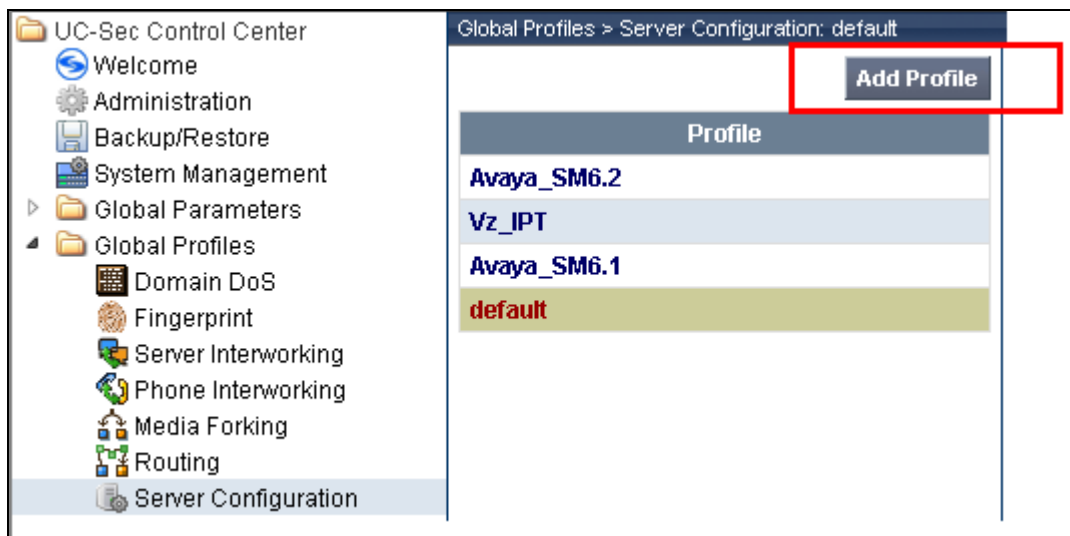 UC-Sec Control Center
Welcome
Administration
Backup/Restore
System Management
Global Parameters
Global Profiles
Domain DoS
Fingerprint
Server Interworking
Phone Interworking
Media Forking
Routing
Server Configuration
Global Profiles > Server Configuration: default
Add Profile
Profile
Avaya_SM6.2
Vz_IPT
Avaya_SM6.1
default